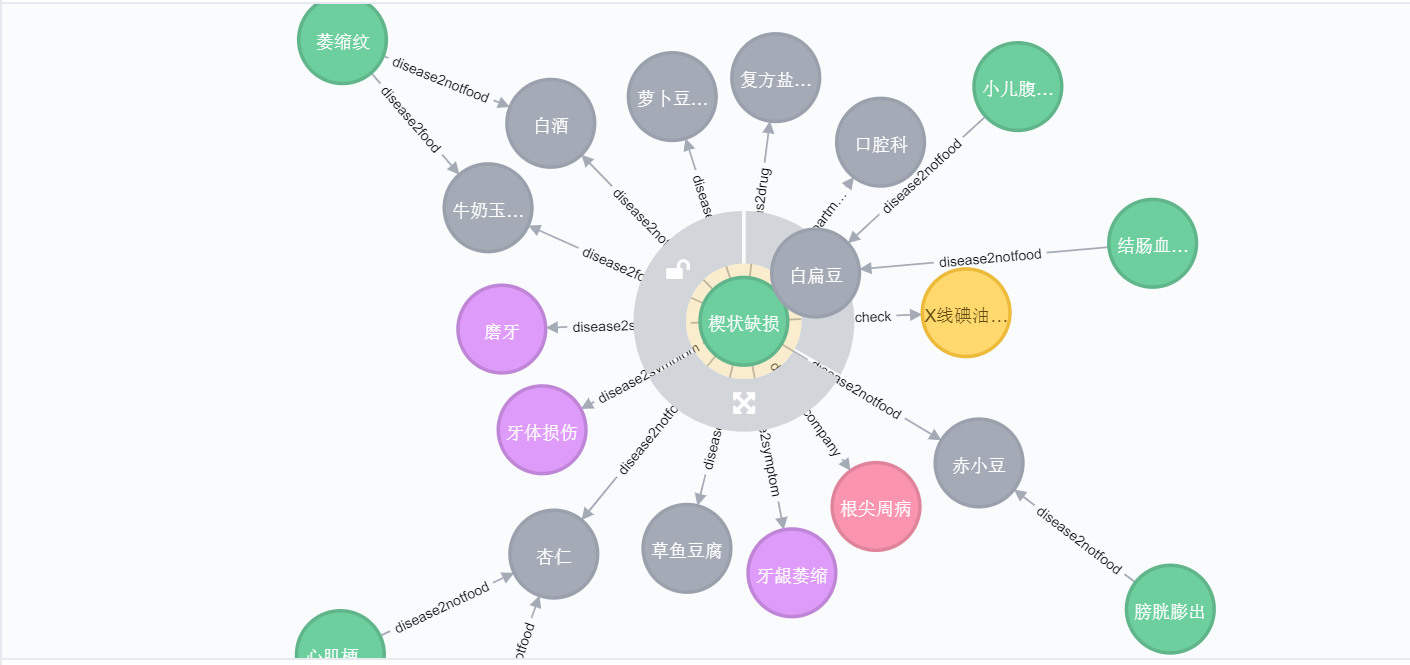 萎缩纹
disease2notfood
disease2food
白酒
牛奶玉...
萝卜豆...
复方盐...
口腔科
小儿腹...
disease2notfood
白扁豆
disease2notfood
结肠血...
X线碘油...
check
楔状缺损
磨牙
disease2s
牙体损伤
disease2symptom
disease2notfood
赤小豆
disease2notfood
膀胱膨出
company
根尖周病
2symptom
牙龈萎缩
草鱼豆腐
杏仁
disease2notfo
disease2notfood
心肌梗...
otfood
disease
disease
s2drug
artm...
disease2no
disease2fo